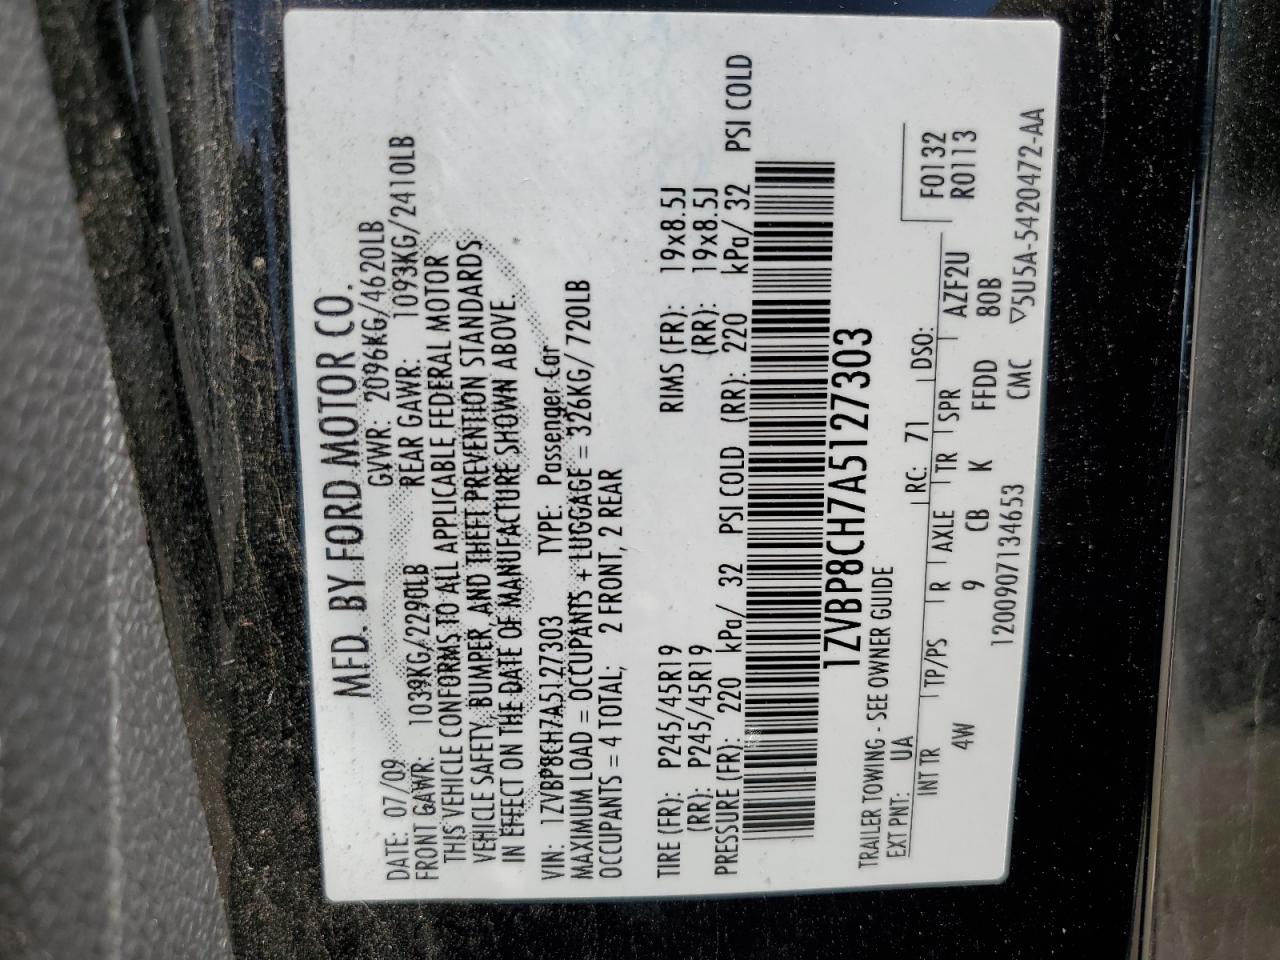 MFD. BY FORD MOTOR CO.
DATE: 07/09 GVWR: 2096KG/4620LB
FRONT GAWR: 1039KG/2290LB REAR GAWR: 1093KG/2410LB
THIS VEHICLE CONFORMS TO ALL APPLICABLE FEDERAL MOTOR
VEHICLE SAFETY, BUMPER, AND THEFT PREVENTION STANDARDS
IN EFFECT ON THE DATE OF MANUFACTURE SHOWN ABOVE.
VIN: 1ZVBP8CH7A5127303 TYPE: Passenger Car
MAXIMUM LOAD = OCCUPANTS + LUGGAGE = 326KG/720LB
OCCUPANTS = 4 TOTAL; 2 FRONT, 2 REAR
TIRE (FR): P245/45R19 RIMS (FR): 19x8.5J
(RR): P245/45R19 (RR): 19x8.5J
PRESSURE (FR): 220 kPa/ 32 PSI COLD (RR): 220 kPa/ 32 PSI COLD
1ZVBP8CH7A5127303
TRAILER TOWING - SEE OWNER GUIDE
EXT PNT: UA RC: 71 DSO:
INT TR TP/PS R AXLE TR SPR AZF2U F0132
4W 9 CB K FFDD 80B R0113
120090713465​3 CMC ▽5U5A-5420472-AA